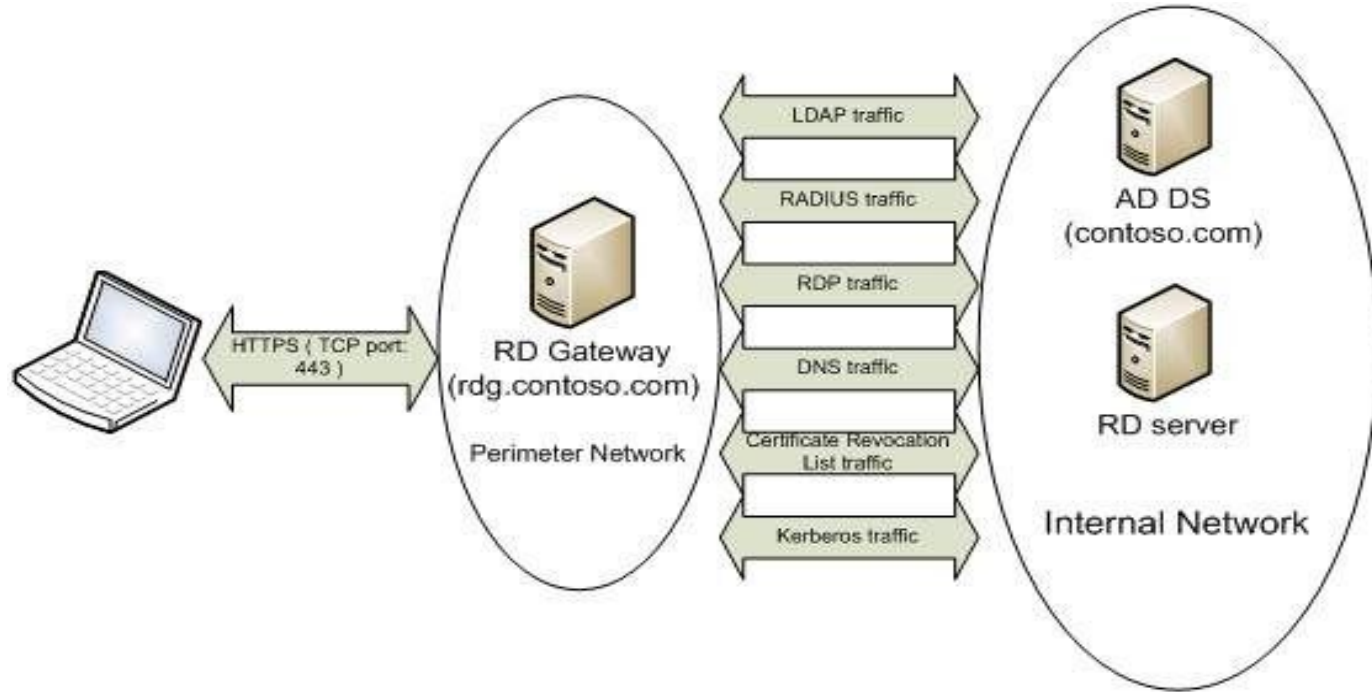 HTTPS ( TCP port:
443 )
RD Gateway
(rdg.contoso.com)
Perimeter Network
LDAP traffic
RADIUS traffic
RDP traffic
DNS traffic
Certificate Revocation
List traffic
Kerberos traffic
AD DS
(contoso.com)
RD server
Internal Network